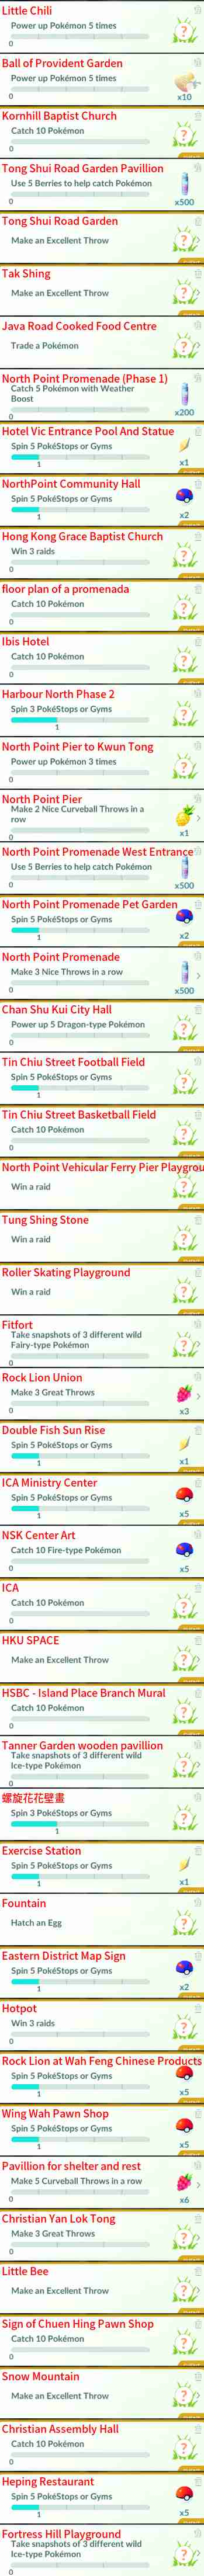 Little Chili
Power up Pokémon 5 times
0
Ball of Provident Garden
Power up Pokémon 5 times
0
x10
Kornhill Baptist Church
Catch 10 Pokémon
0
Tong Shui Road Garden Pavillion
Use 5 Berries to help catch Pokémon
0
x500
Tong Shui Road Garden
Make an Excellent Throw
Tak Shing
Make an Excellent Throw
Java Road Cooked Food Centre
Trade a Pokémon
North Point Promenade (Phase 1)
Catch 5 Pokémon with Weather
Boost
0
x200
Hotel Vic Entrance Pool And Statue
Spin 5 PokéStops or Gyms
1
x1
NorthPoint Community Hall
Spin 5 PokéStops or Gyms
1
x2
Hong Kong Grace Baptist Church
Win 3 raids
0
floor plan of a promenada
Catch 10 Pokémon
0
Ibis Hotel
Catch 10 Pokémon
0
Harbour North Phase 2
Spin 3 PokéStops or Gyms
1
North Point Pier to Kwun Tong
Power up Pokémon 3 times
0
North Point Pier
Make 2 Nice Curveball Throws in a
row
0
x1
North Point Promenade West Entrance
Use 5 Berries to help catch Pokémon
0
x500
North Point Promenade Pet Garden
Spin 5 PokéStops or Gyms
1
x2
North Point Promenade
Make 3 Nice Throws in a row
0
x500
Chan Shu Kui City Hall
Power up 5 Dragon-type Pokémon
0
Tin Chiu Street Football Field
Spin 5 PokéStops or Gyms
1
Tin Chiu Street Basketball Field
Catch 10 Pokémon
0
North Point Vehicular Ferry Pier Playgrou
Win a raid
Tung Shing Stone
Win a raid
Roller Skating Playground
Win a raid
Fitfort
Take snapshots of 3 different wild
Fairy-type Pokémon
0
Rock Lion Union
Make 3 Great Throws
0
x3
Double Fish Sun Rise
Spin 5 PokéStops or Gyms
1
x1
ICA Ministry Center
Spin 5 PokéStops or Gyms
1
x5
NSK Center Art
Catch 10 Fire-type Pokémon
0
x5
ICA
Catch 10 Pokémon
0
HKU SPACE
Make an Excellent Throw
HSBC - Island Place Branch Mural
Catch 10 Pokémon
0
Tanner Garden wooden pavillion
Take snapshots of 3 different wild
Ice-type Pokémon
0
螺旋花花壁畫
Spin 3 PokéStops or Gyms
1
Exercise Station
Spin 5 PokéStops or Gyms
1
x1
Fountain
Hatch an Egg
Eastern District Map Sign
Spin 5 PokéStops or Gyms
1
x2
Hotpot
Win 3 raids
0
Rock Lion at Wah Feng Chinese Products
Spin 5 PokéStops or Gyms
1
x5
Wing Wah Pawn Shop
Spin 5 PokéStops or Gyms
1
x5
Pavillion for shelter and rest
Make 5 Curveball Throws in a row
0
x6
Christian Yan Lok Tong
Make 3 Great Throws
0
Little Bee
Make an Excellent Throw
Sign of Chuen Hing Pawn Shop
Catch 10 Pokémon
0
Snow Mountain
Make an Excellent Throw
Christian Assembly Hall
Catch 10 Pokémon
0
Heping Restaurant
Spin 5 PokéStops or Gyms
1
x5
Fortress Hill Playground
Take snapshots of 3 different wild
Ice-type Pokémon
0